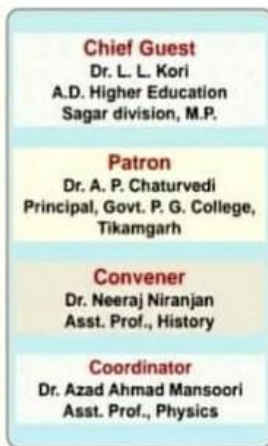 Chief Guest
Dr. L. L. Kori
A.D. Higher Education
Sagar division, M.P.
Patron
Dr. A. P. Chaturvedi
Principal, Govt. P. G. College,
Tikamgarh
Convener
Dr. Neeraj Niranjan
Asst. Prof., History
Coordinator
Dr. Azad Ahmad Mansoori
Asst. Prof., Physics